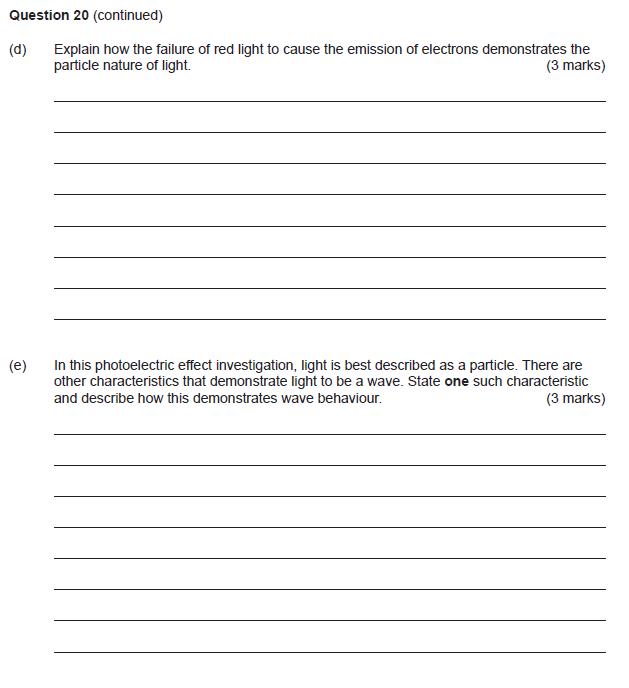 Question 20 (continued)
(d) Explain how the failure of red light to cause the emission of electrons demonstrates the
particle nature of light. (3 marks)
(e) In this photoelectric effect investigation, light is best described as a particle. There are
other characteristics that demonstrate light to be a wave. State one such characteristic
and describe how this demonstrates wave behaviour. (3 marks)